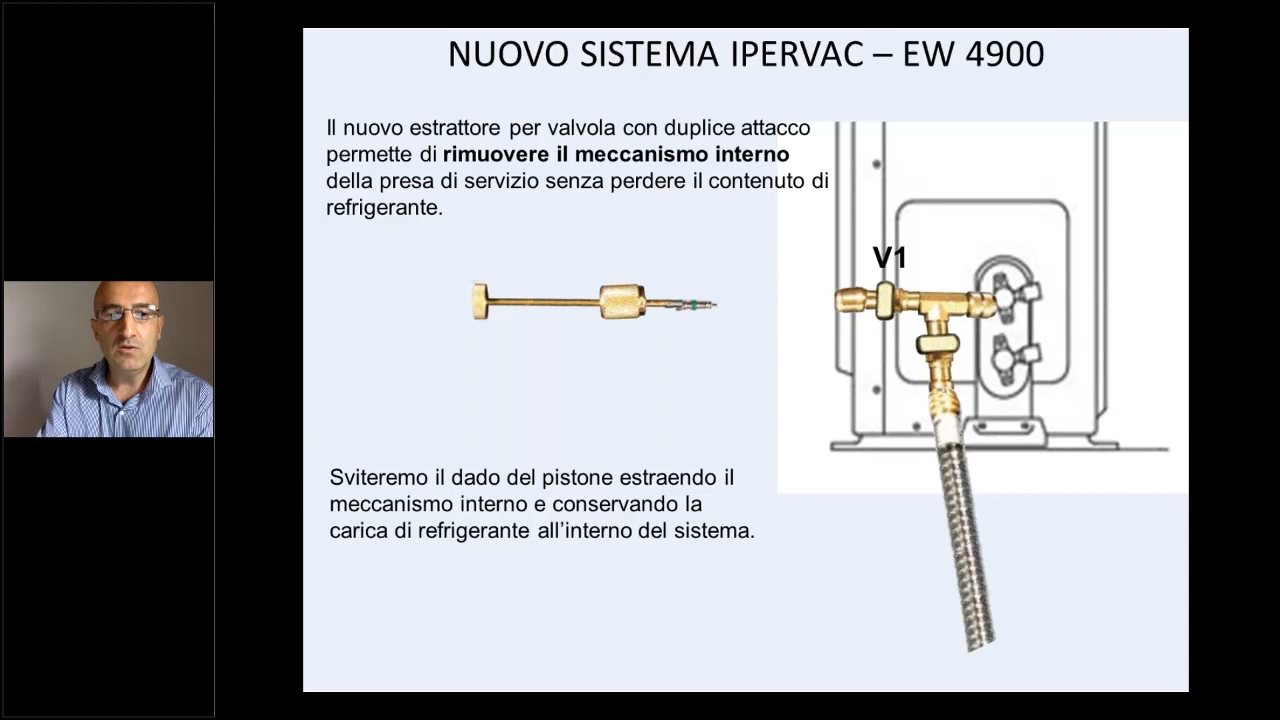 NUOVO SISTEMA IPERVAC – EW 4900
Il nuovo estrattore per valvola con duplice attacco
permette di rimuovere il meccanismo interno
della presa di servizio senza perdere il contenuto di
refrigerante.
V1
Sviteremo il dado del pistone estraendo il
meccanismo interno e conservando la
carica di refrigerante all’interno del sistema.